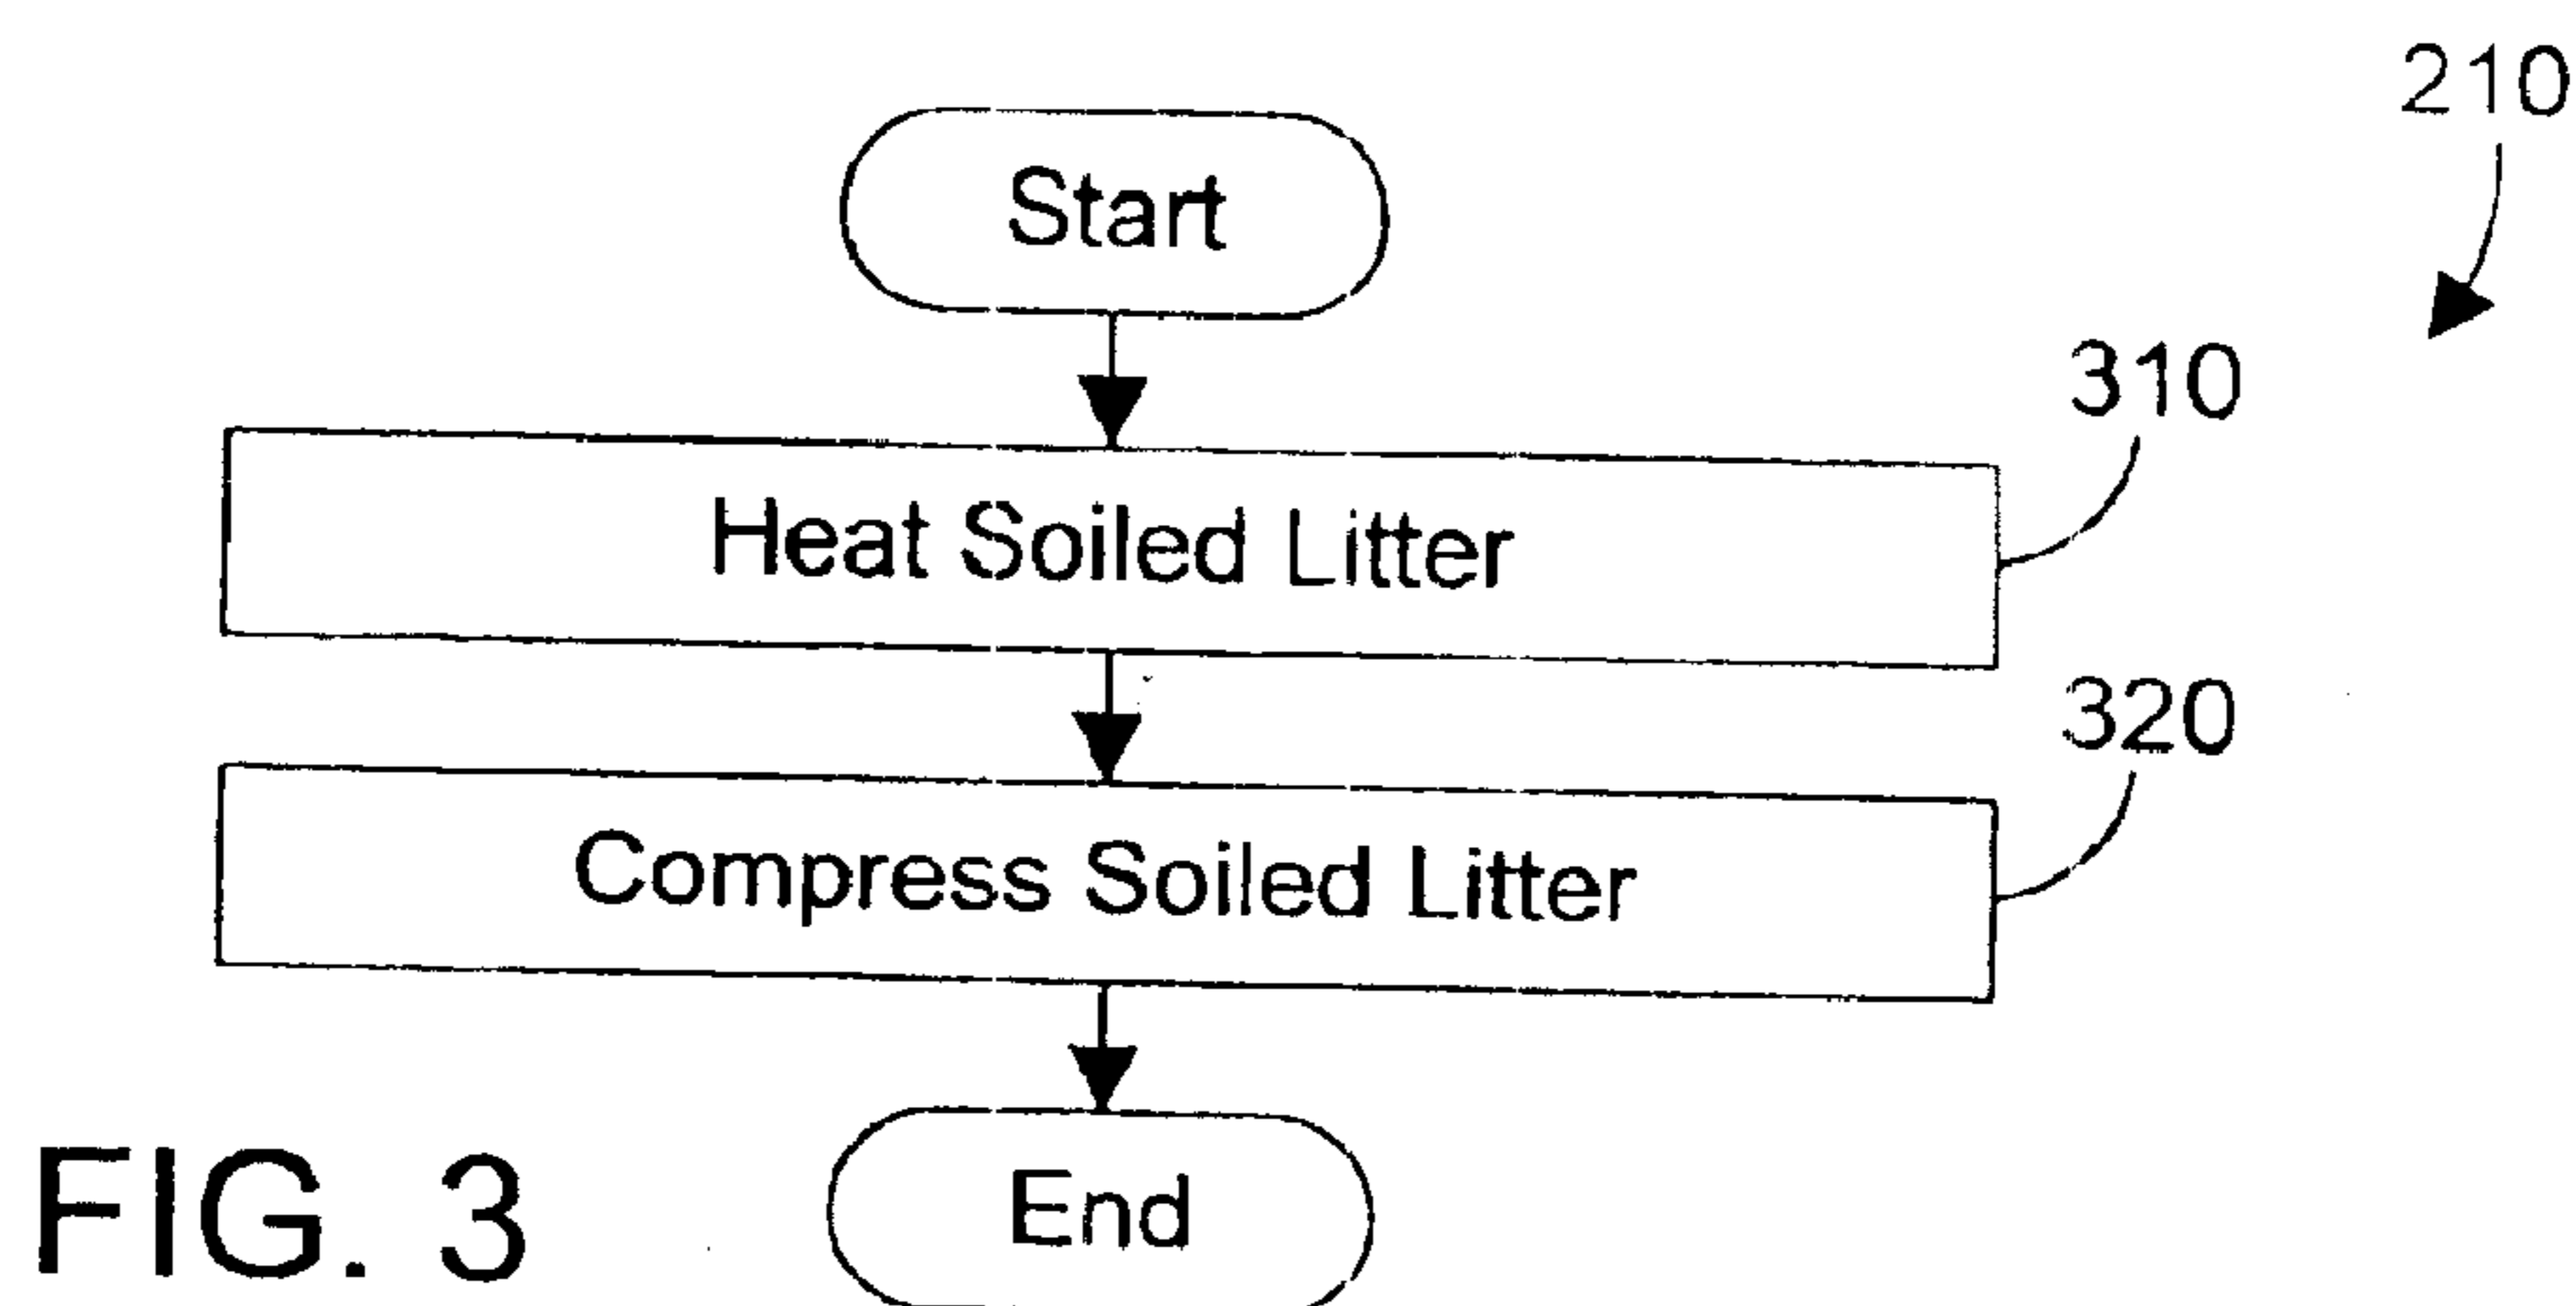 210
Start
310
Heat Soiled Litter
320
Compress Soiled Litter
End
FIG. 3